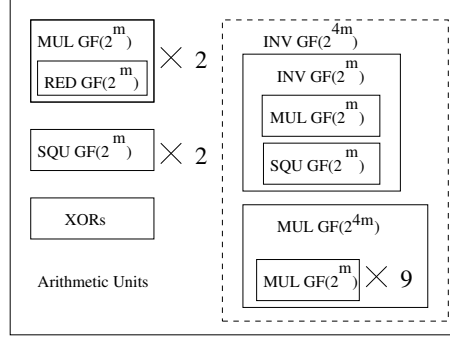 MUL GF(2^m)
RED GF(2^m)
× 2
SQU GF(2^m)
× 2
XORs
Arithmetic Units
INV GF(2^4m)
INV GF(2^m)
MUL GF(2^m)
SQU GF(2^m)
MUL GF(2^4m)
MUL GF(2^m) × 9